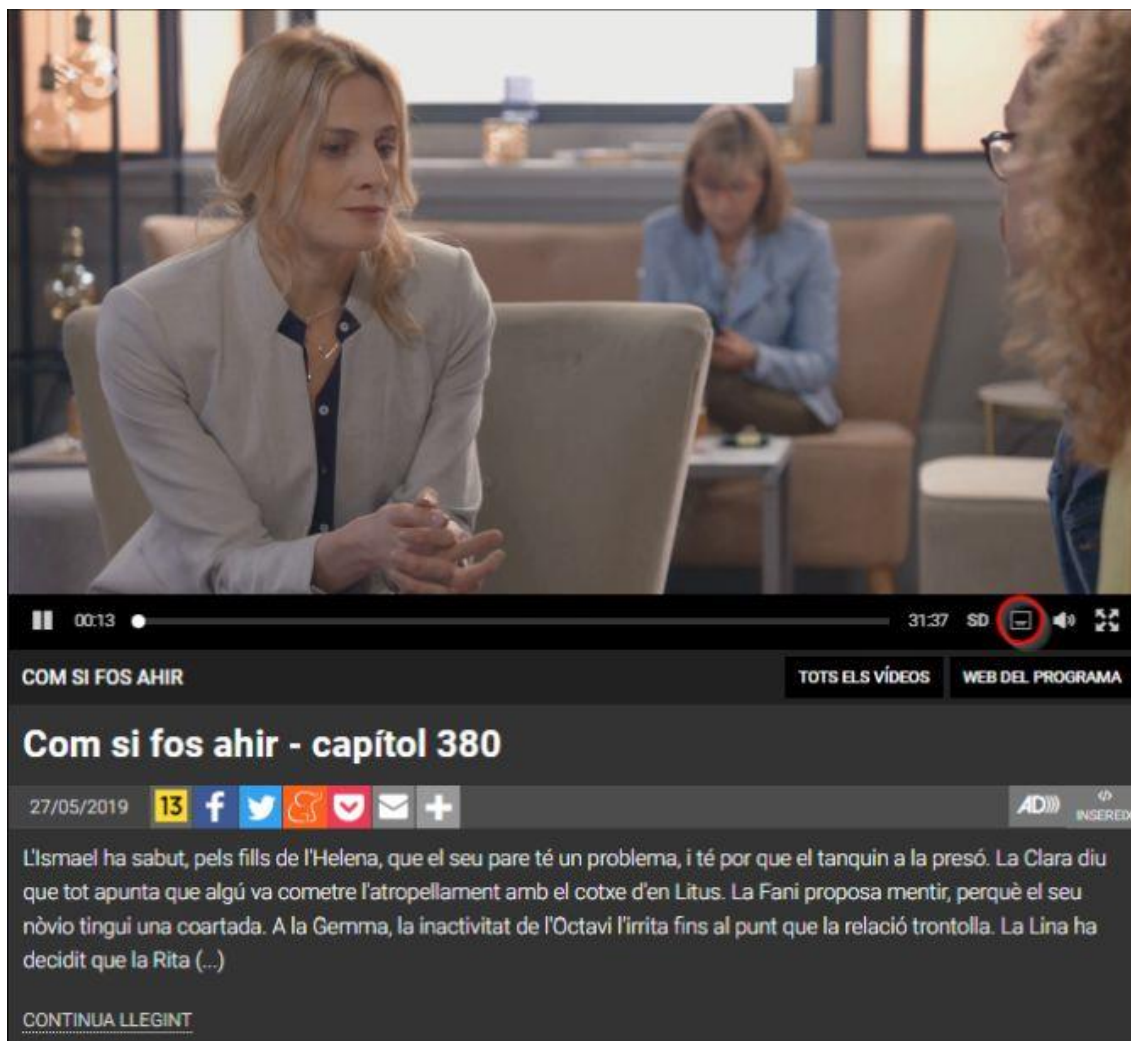 3
00:13
31:37 SD
COM SI FOS AHIR
TOTS ELS VÍDEOS
WEB DEL PROGRAMA
Com si fos ahir - capítol 380
27/05/2019
13
AD)))
</>
INSEREIX
L'Ismael ha sabut, pels fills de l'Helena, que el seu pare té un problema, i té por que el tanquin a la presó. La Clara diu
que tot apunta que algú va cometre l'atropellament amb el cotxe d'en Litus. La Fani proposa mentir, perquè el seu
nòvio tingui una coartada. A la Gemma, la inactivitat de l'Octavi l'irrita fins al punt que la relació trontolla. La Lina ha
decidit que la Rita (...)
CONTINUA LLEGINT